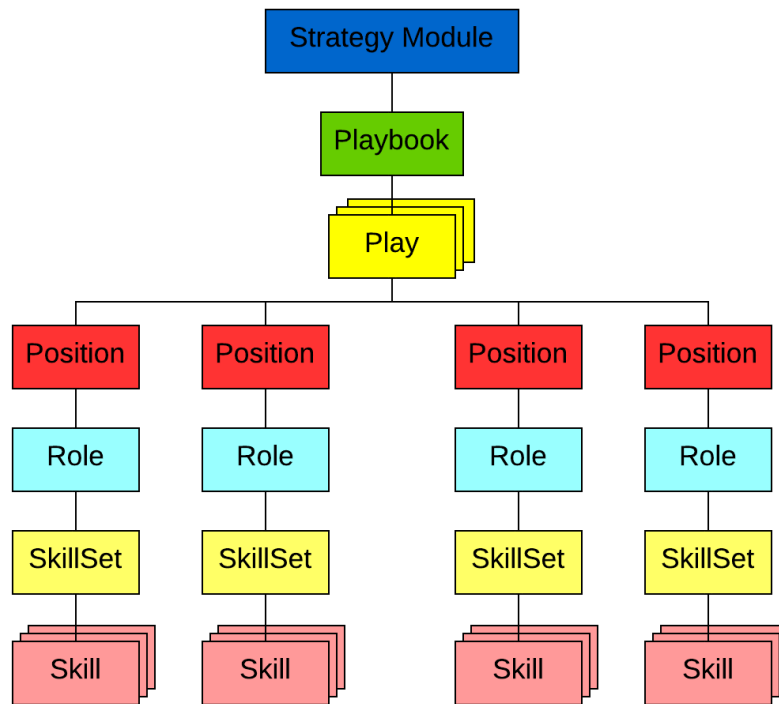 Strategy Module
Playbook
Play
Position Position Position Position
Role Role Role Role
SkillSet SkillSet SkillSet SkillSet
Skill Skill Skill Skill